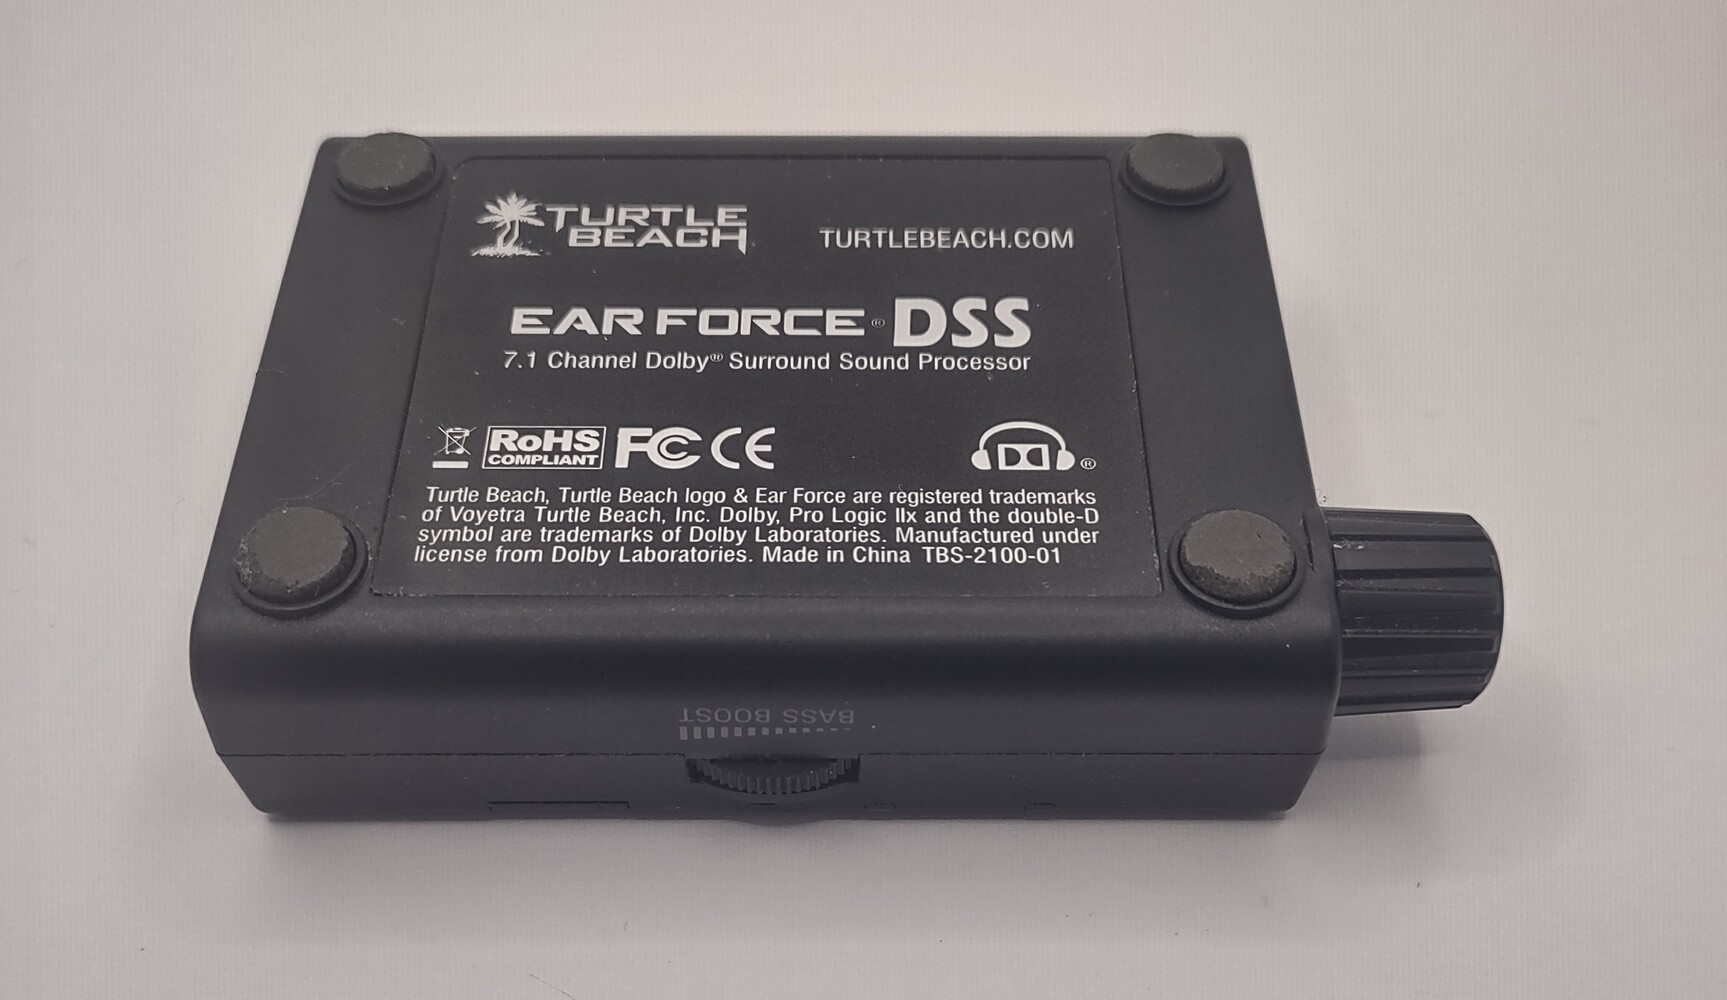 TURTLE BEACH
TURTLEBEACH.COM
EAR FORCE® DSS
7.1 Channel Dolby® Surround Sound Processor
RoHS
COMPLIANT
FC CE
®
Turtle Beach, Turtle Beach logo & Ear Force are registered trademarks
of Voyetra Turtle Beach, Inc. Dolby, Pro Logic IIx and the double-D
symbol are trademarks of Dolby Laboratories. Manufactured under
license from Dolby Laboratories. Made in China TBS-2100-01
BASS BOOST